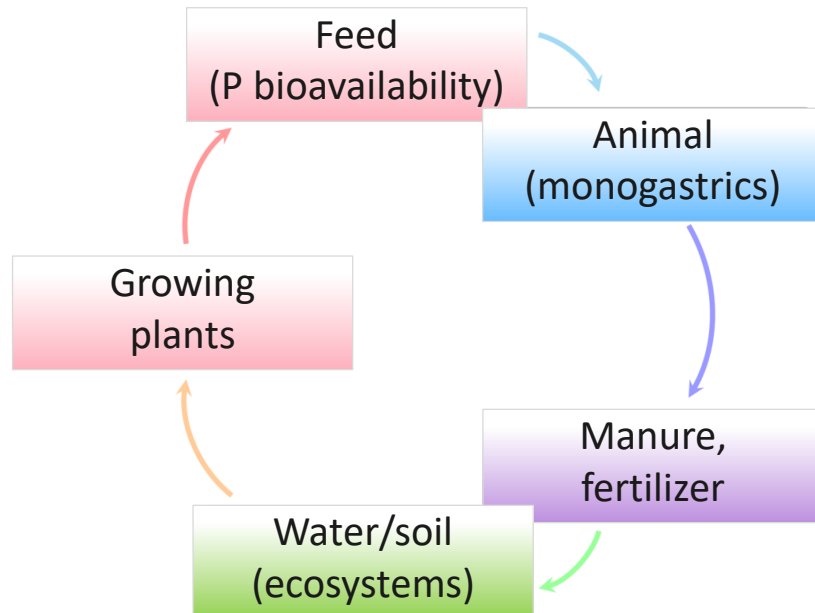 Feed
(P bioavailability)
Animal
(monogastrics)
Growing
plants
Manure,
fertilizer
Water/soil
(ecosystems)